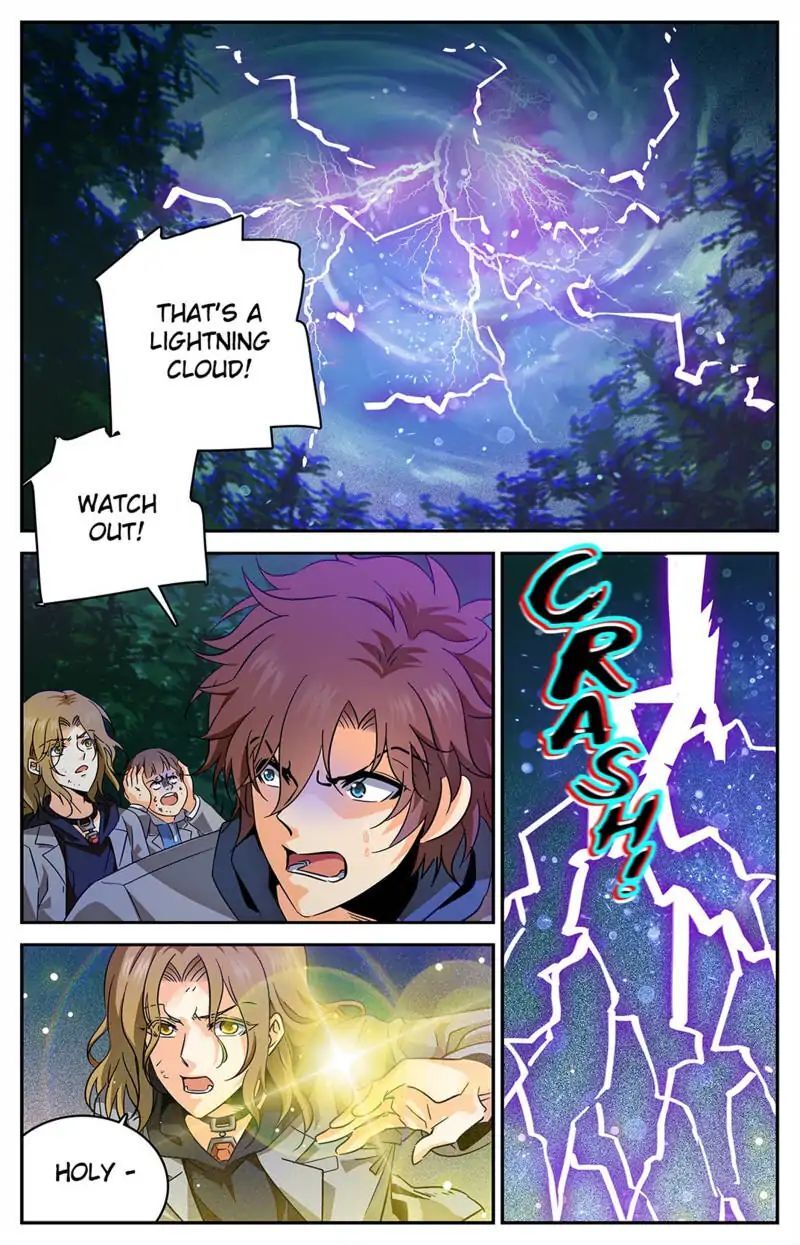 THAT'S A
LIGHTNING
CLOUD!
WATCH
OUT!
CRASH!
HOLY -